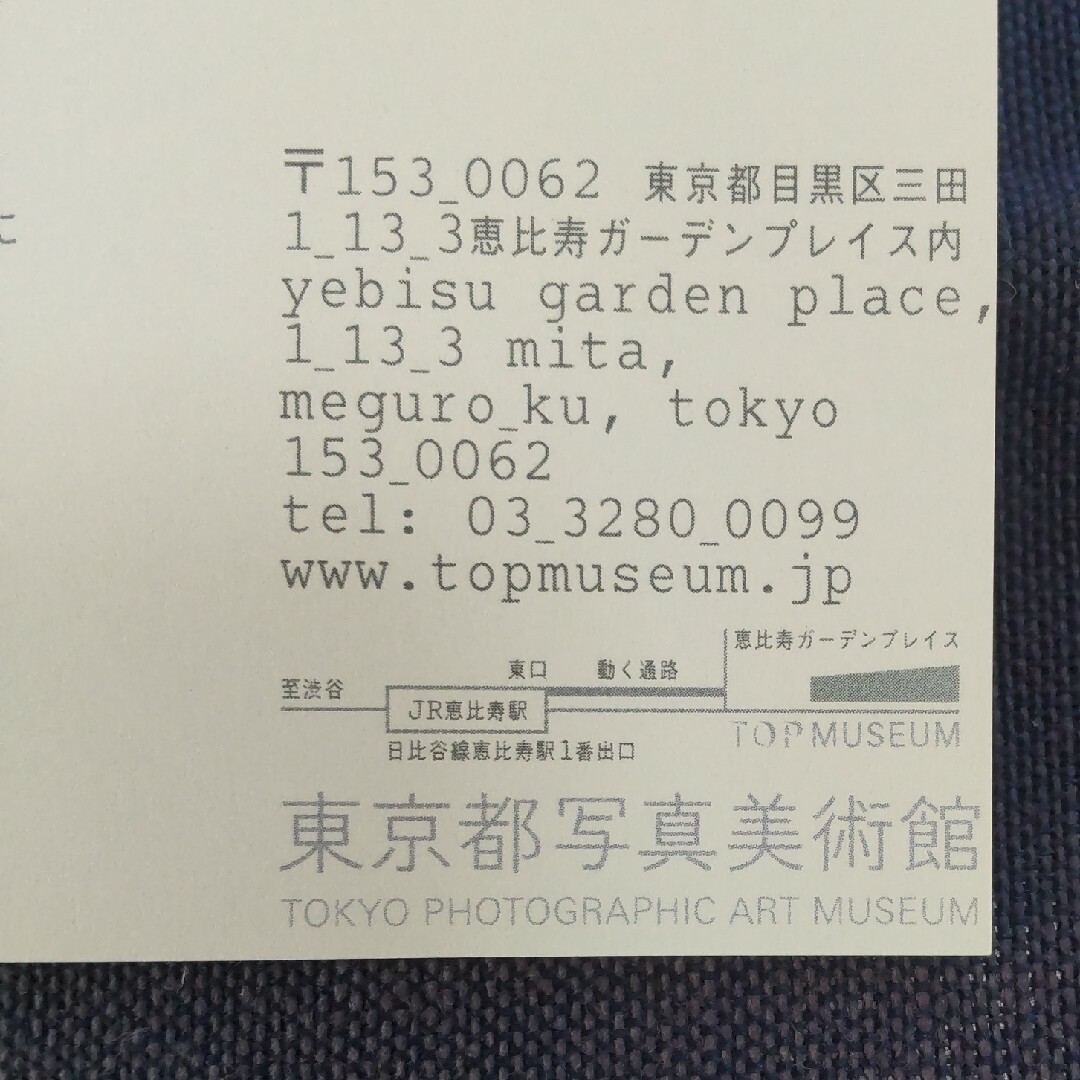 〒153_0062 東京都目黒区三田
1_13_3恵比寿ガーデンプレイス内
yebisu garden place,
1_13_3 mita,
meguro_ku, tokyo
153_0062
tel: 03_3280_0099
www.topmuseum.jp
恵比寿ガーデンプレイス
東口 動く通路
至渋谷
JR恵比寿駅
TOP MUSEUM
日比谷線恵比寿駅1番出口
東京都写真美術館
TOKYO PHOTOGRAPHIC ART MUSEUM